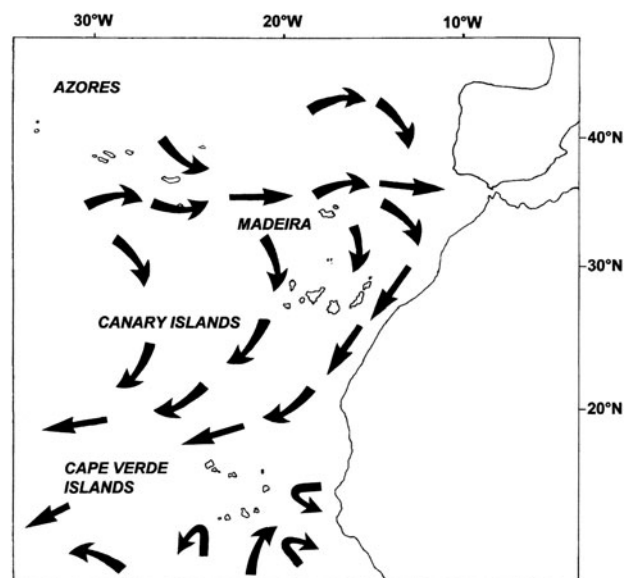 30°W 20°W 10°W
AZORES
40°N
MADEIRA
30°N
CANARY ISLANDS
20°N
CAPE VERDE
ISLANDS